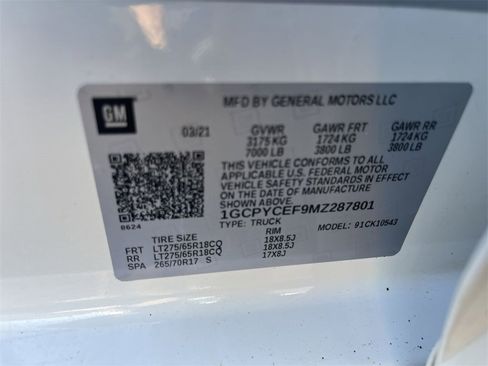 GM
MFD BY GENERAL MOTORS LLC
03/21 GVWR GAWR FRT GAWR RR
3175 KG 1724 KG 1724 KG
7000 LB 3800 LB 3800 LB
THIS VEHICLE CONFORMS TO ALL
APPLICABLE U.S. FEDERAL MOTOR
VEHICLE SAFETY STANDARDS IN EFFECT
ON THE DATE OF MANUFACTURE
SHOWN ABOVE.
1GCPYCEF9MZ287801
B624 TYPE: TRUCK MODEL: 91CK10543
TIRE SIZE RIM
FRT LT275/65R18CQ 18X8.5J
RR LT275/65R18CQ 18X8.5J
SPA 265/70R17 S 17X8J